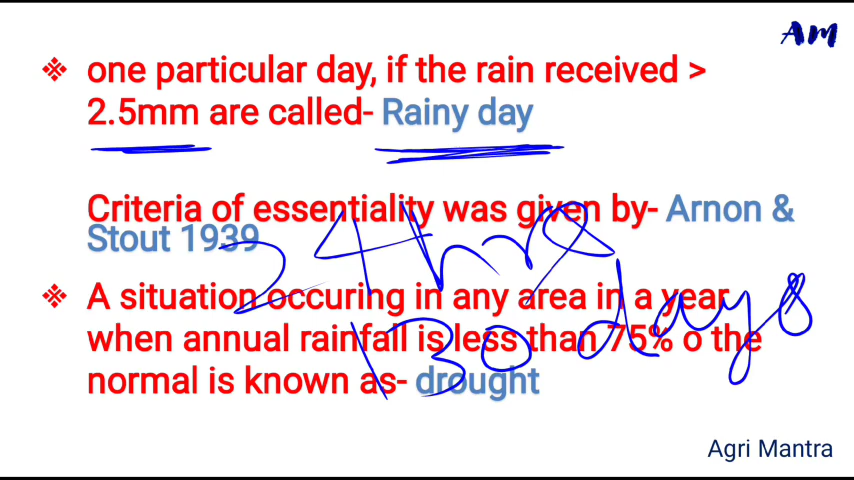 AM
❖ one particular day, if the rain received >
2.5mm are called- Rainy day
Criteria of essentiality was given by- Arnon &
Stout 1939
24 hrs
❖ A situation occuring in any area in a year
when annual rainfall is less than 75% o the
normal is known as- drought
130 days
Agri Mantra